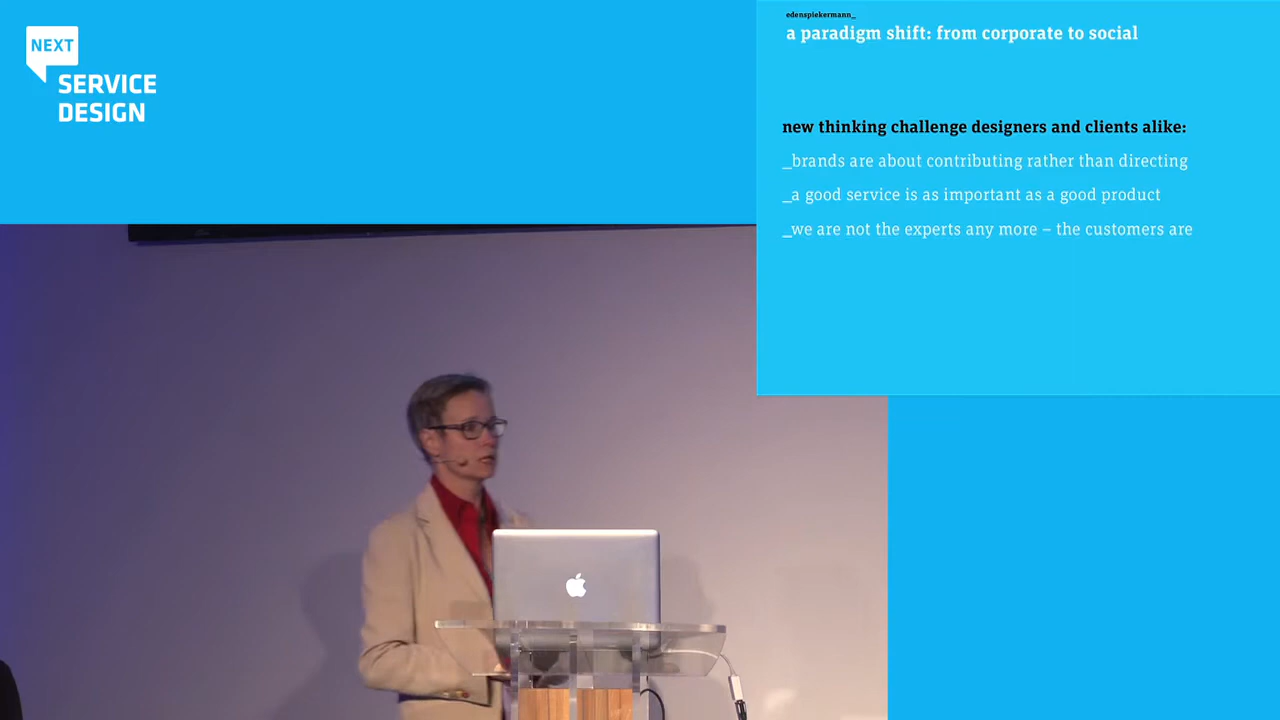 NEXT
SERVICE
DESIGN
edenspiekermann_
a paradigm shift: from corporate to social
new thinking challenge designers and clients alike:
_brands are about contributing rather than directing
_a good service is as important as a good product
_we are not the experts any more – the customers are